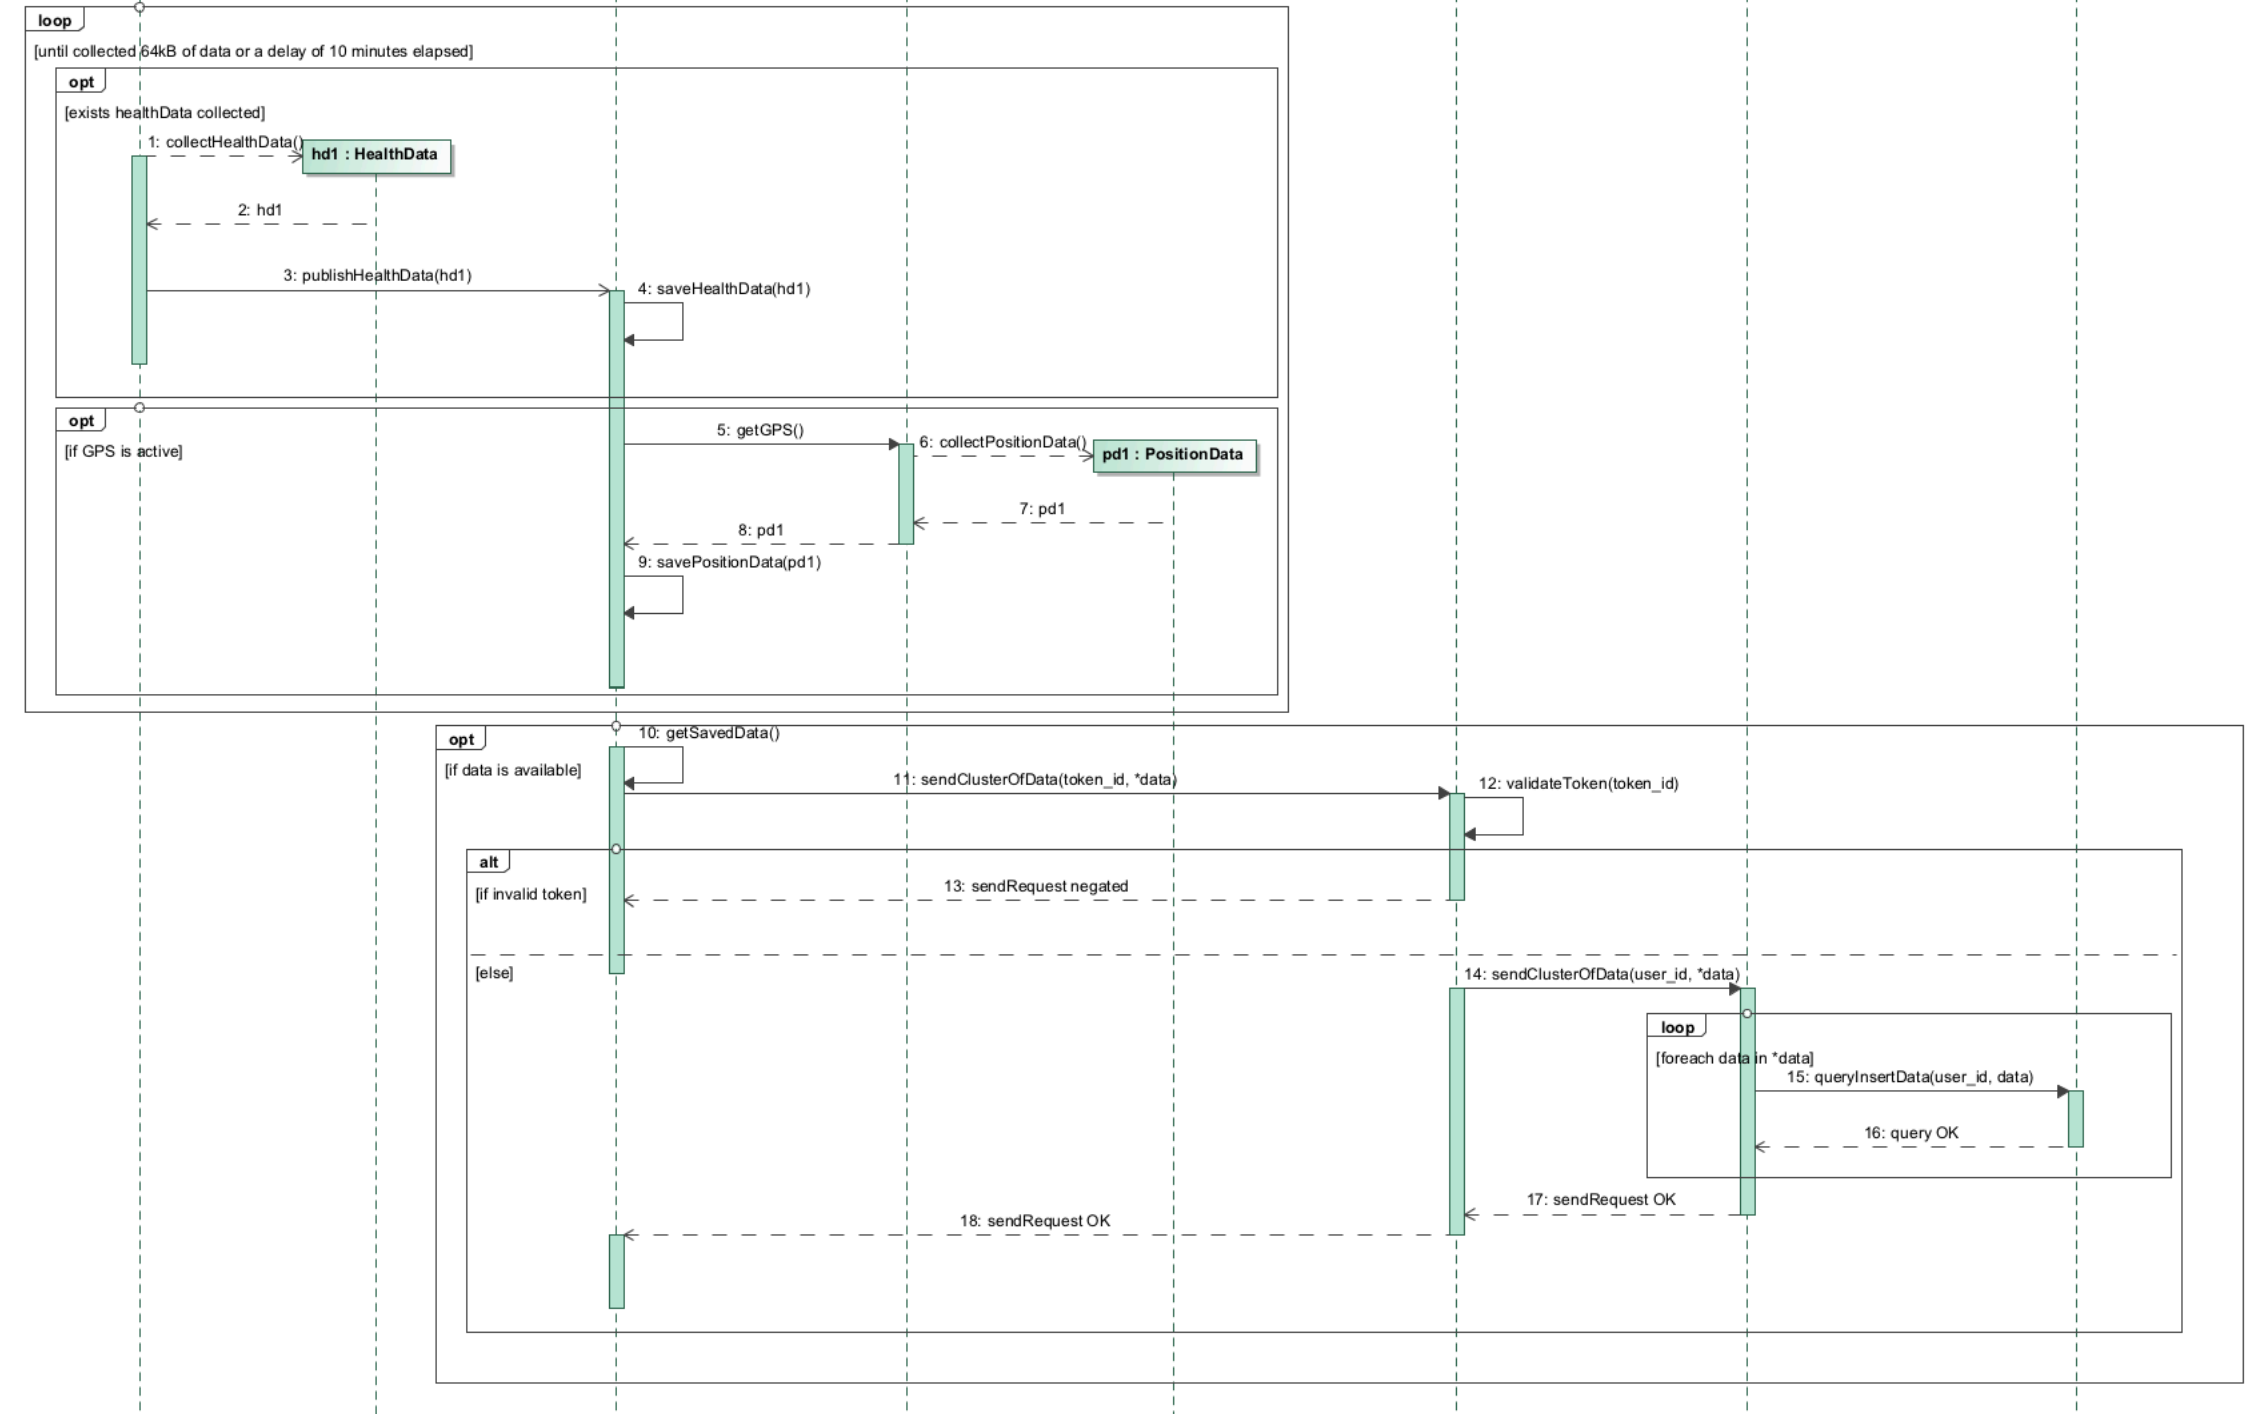 loop
[until collected 64kB of data or a delay of 10 minutes elapsed]
opt
[exists healthData collected]
1: collectHealthData()
hd1 : HealthData
2: hd1
3: publishHealthData(hd1)
4: saveHealthData(hd1)
opt
[if GPS is active]
5: getGPS()
6: collectPositionData()
pd1 : PositionData
7: pd1
8: pd1
9: savePositionData(pd1)
opt
[if data is available]
10: getSavedData()
11: sendClusterOfData(token_id, *data)
12: validateToken(token_id)
alt
[if invalid token]
13: sendRequest negated
[else]
14: sendClusterOfData(user_id, *data)
loop
[foreach data in *data]
15: queryInsertData(user_id, data)
16: query OK
17: sendRequest OK
18: sendRequest OK